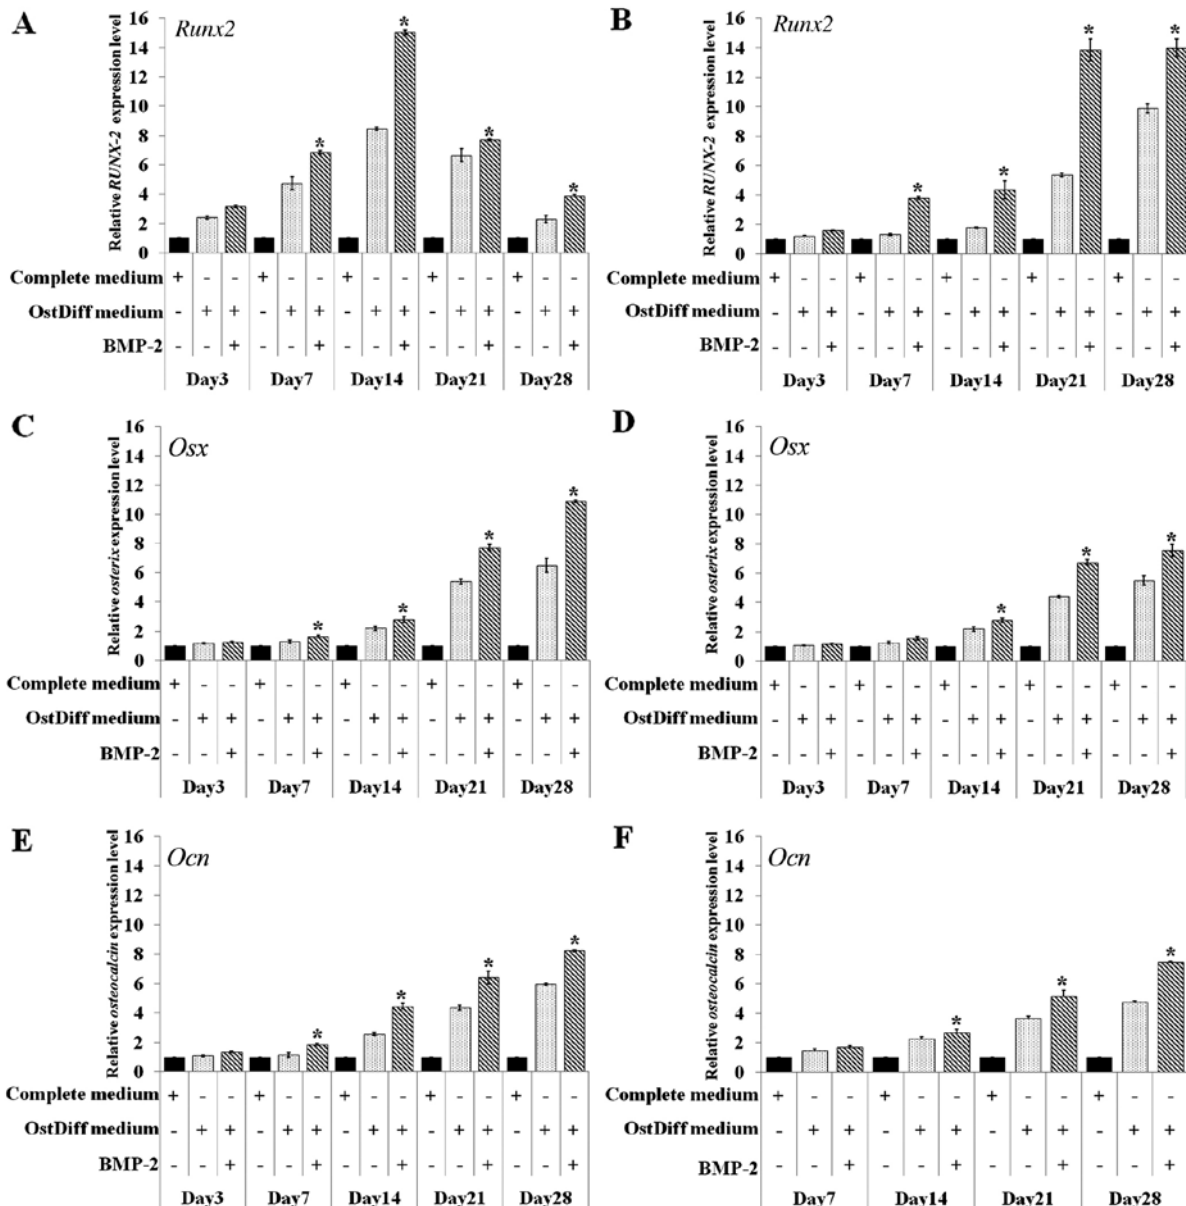 A
Runx2
Relative RUNX-2 expression level
16
14
12
10
8
6
4
2
0
* * * *
Complete medium + - - + - - + - - + - - + - -
OstDiff medium - + + - + + - + + - + + - + +
BMP-2 - - + - - + - - + - - + - - +
Day3 Day7 Day14 Day21 Day28
B
Runx2
Relative RUNX-2 expression level
16
14
12
10
8
6
4
2
0
* * * *
Complete medium + - - + - - + - - + - - + - -
OstDiff medium - + + - + + - + + - + + - + +
BMP-2 - - + - - + - - + - - + - - +
Day3 Day7 Day14 Day21 Day28
C
Osx
Relative osterix expression level
16
14
12
10
8
6
4
2
0
* * * *
Complete medium + - - + - - + - - + - - + - -
OstDiff medium - + + - + + - + + - + + - + +
BMP-2 - - + - - + - - + - - + - - +
Day3 Day7 Day14 Day21 Day28
D
Osx
Relative osterix expression level
16
14
12
10
8
6
4
2
0
* * *
Complete medium + - - + - - + - - + - - + - -
OstDiff medium - + + - + + - + + - + + - + +
BMP-2 - - + - - + - - + - - + - - +
Day3 Day7 Day14 Day21 Day28
E
Ocn
Relative osteocalcin expression level
16
14
12
10
8
6
4
2
0
* * * *
Complete medium + - - + - - + - - + - - + - -
OstDiff medium - + + - + + - + + - + + - + +
BMP-2 - - + - - + - - + - - + - - +
Day3 Day7 Day14 Day21 Day28
F
Ocn
Relative osteocalcin expression level
16
14
12
10
8
6
4
2
0
* * *
Complete medium + - - + - - + - - + - -
OstDiff medium - + + - + + - + + - + +
BMP-2 - - + - - + - - + - - +
Day7 Day14 Day21 Day28